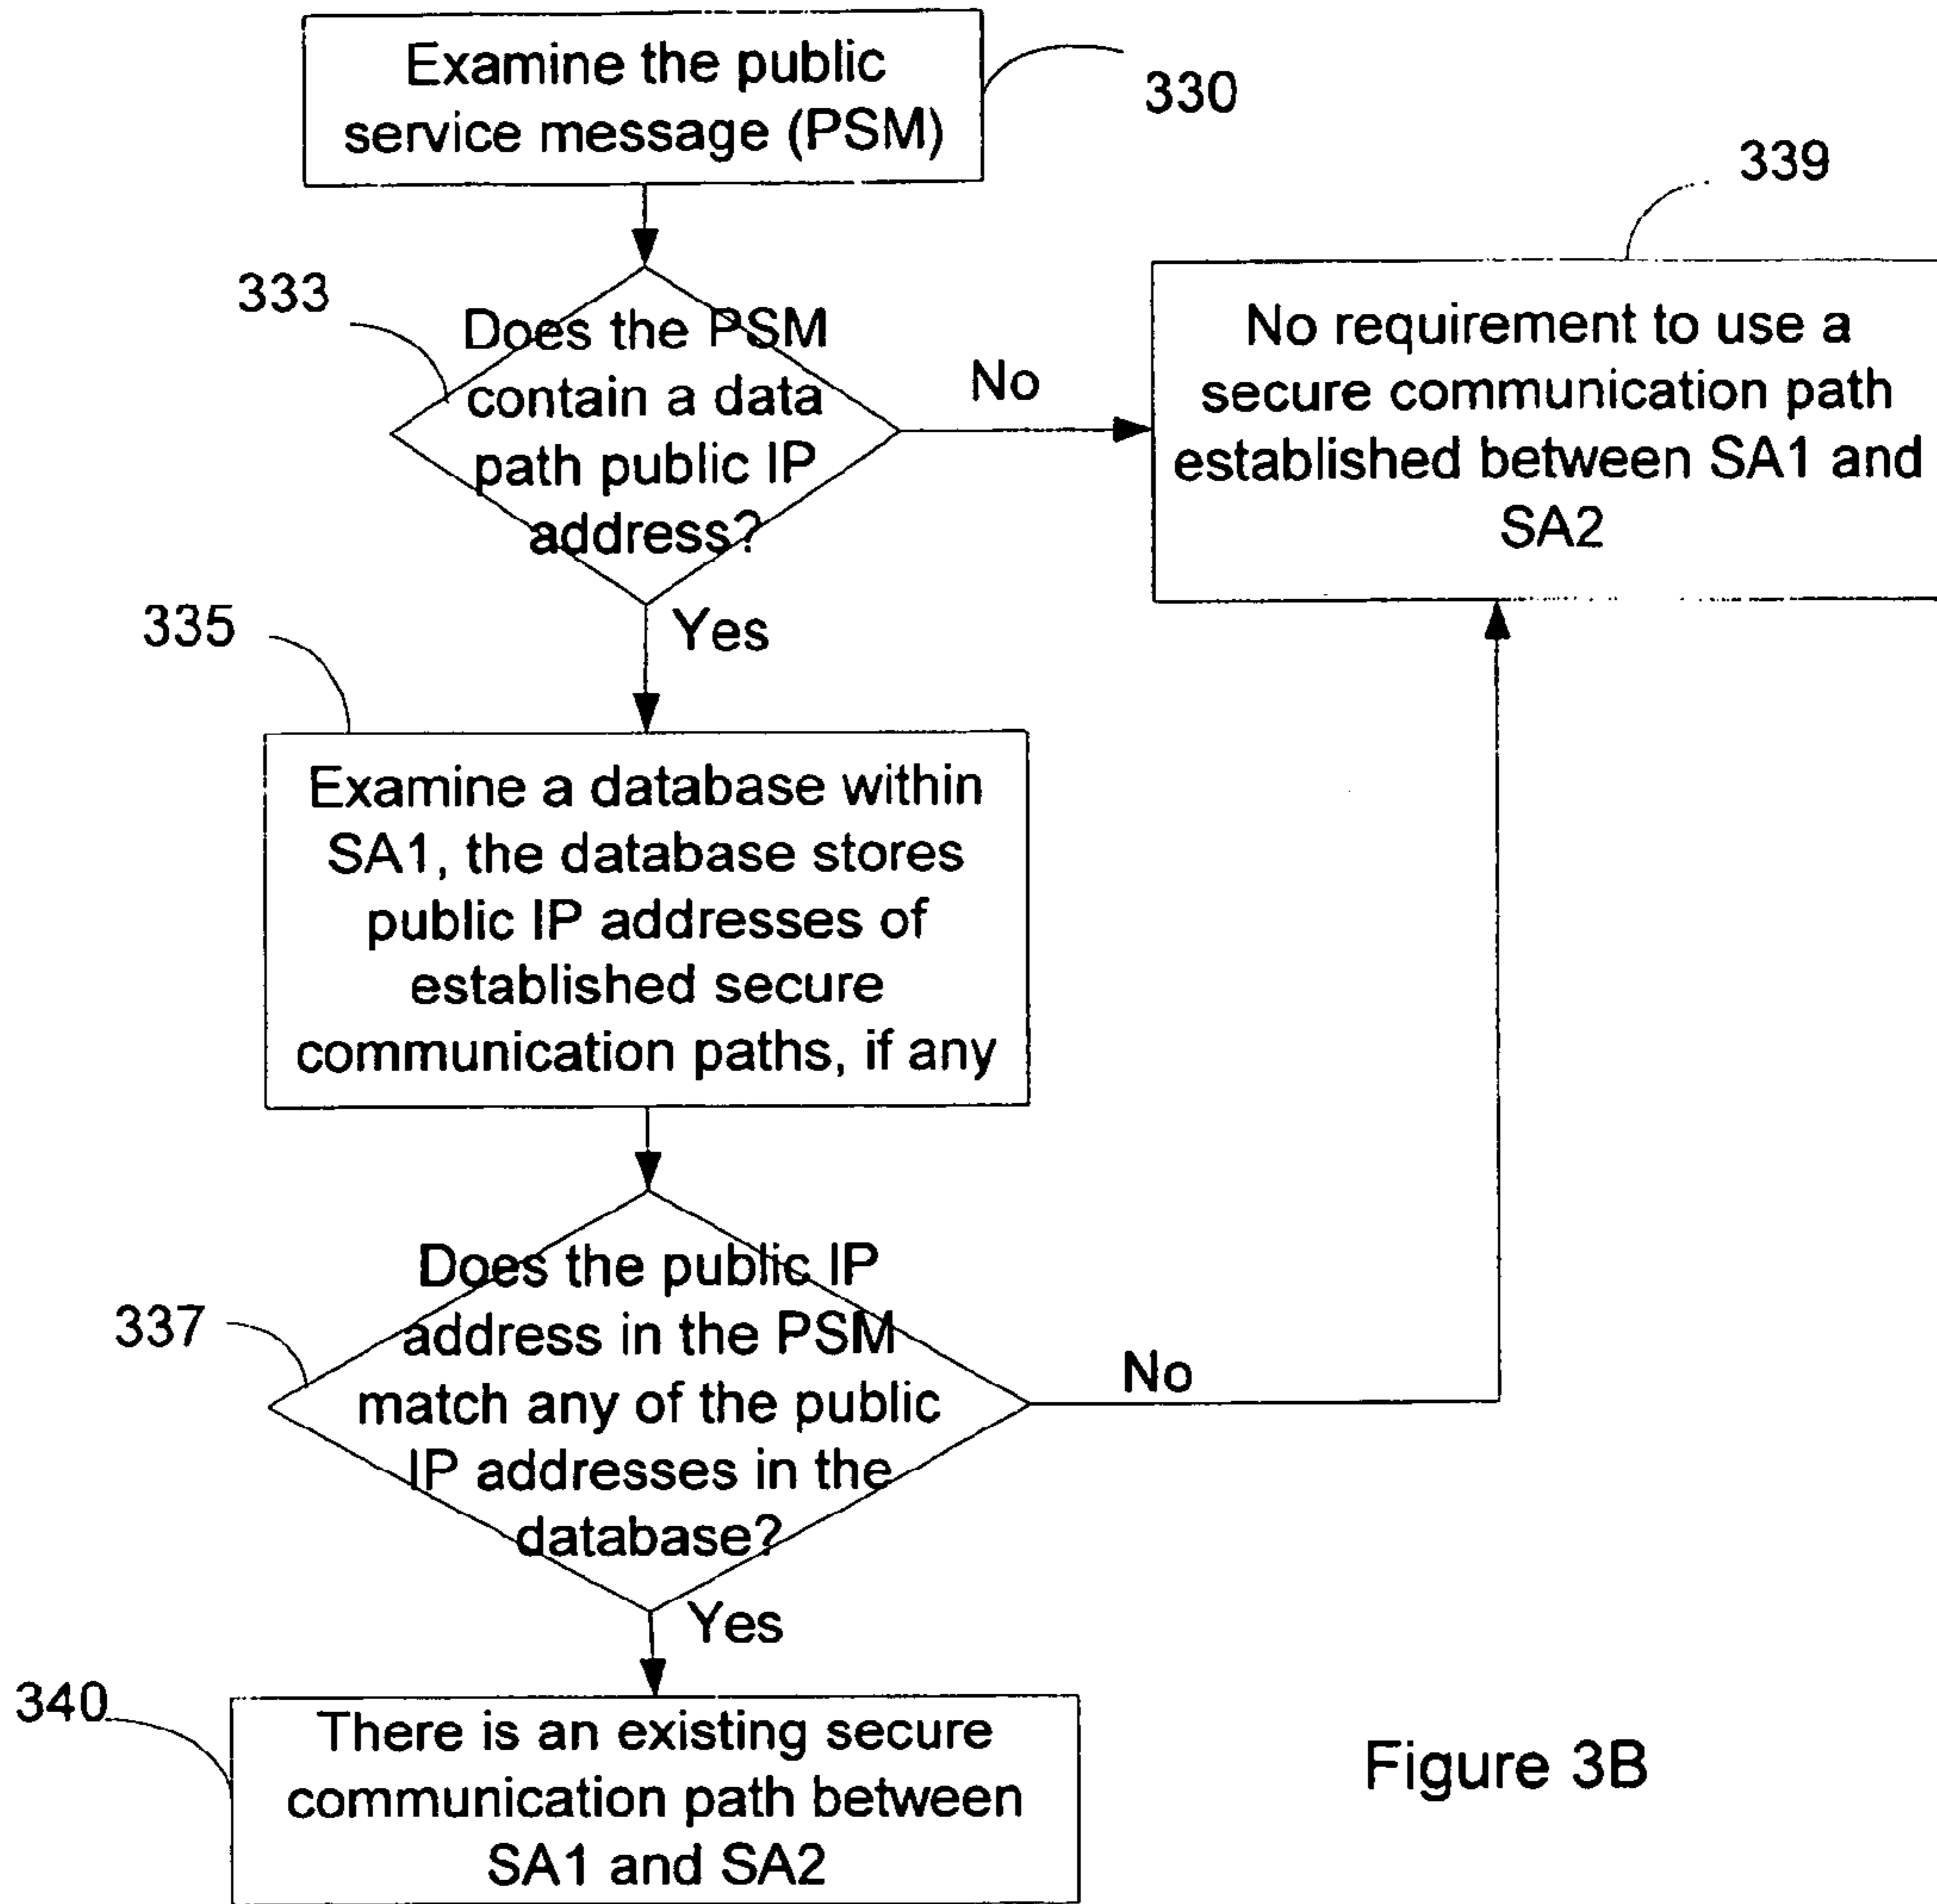 Examine the public
service message (PSM)
330
339
333
Does the PSM
contain a data
path public IP
address?
No
No requirement to use a
secure communication path
established between SA1 and
SA2
Yes
335
Examine a database within
SA1, the database stores
public IP addresses of
established secure
communication paths, if any
337
Does the public IP
address in the PSM
match any of the public
IP addresses in the
database?
No
Yes
340
There is an existing secure
communication path between
SA1 and SA2
Figure 3B